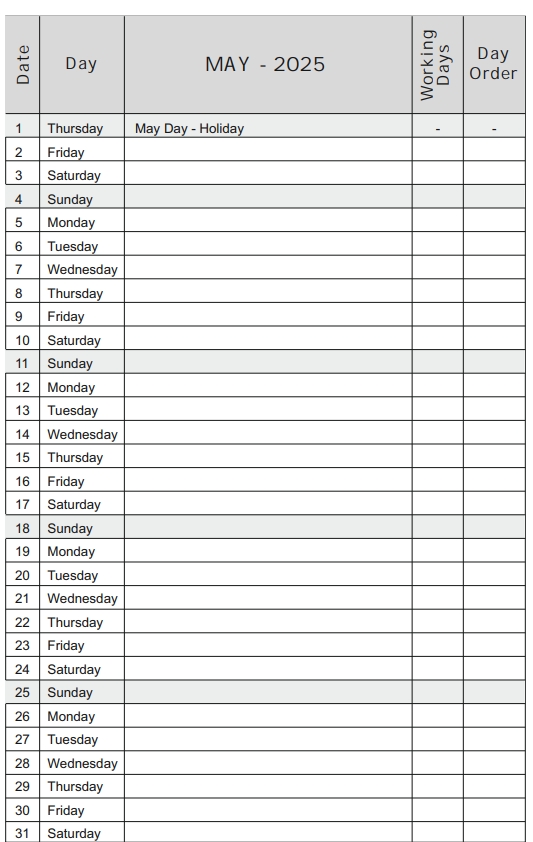 Date Day MAY - 2025 Working Days Day Order
1 Thursday May Day - Holiday - -
2 Friday
3 Saturday
4 Sunday
5 Monday
6 Tuesday
7 Wednesday
8 Thursday
9 Friday
10 Saturday
11 Sunday
12 Monday
13 Tuesday
14 Wednesday
15 Thursday
16 Friday
17 Saturday
18 Sunday
19 Monday
20 Tuesday
21 Wednesday
22 Thursday
23 Friday
24 Saturday
25 Sunday
26 Monday
27 Tuesday
28 Wednesday
29 Thursday
30 Friday
31 Saturday